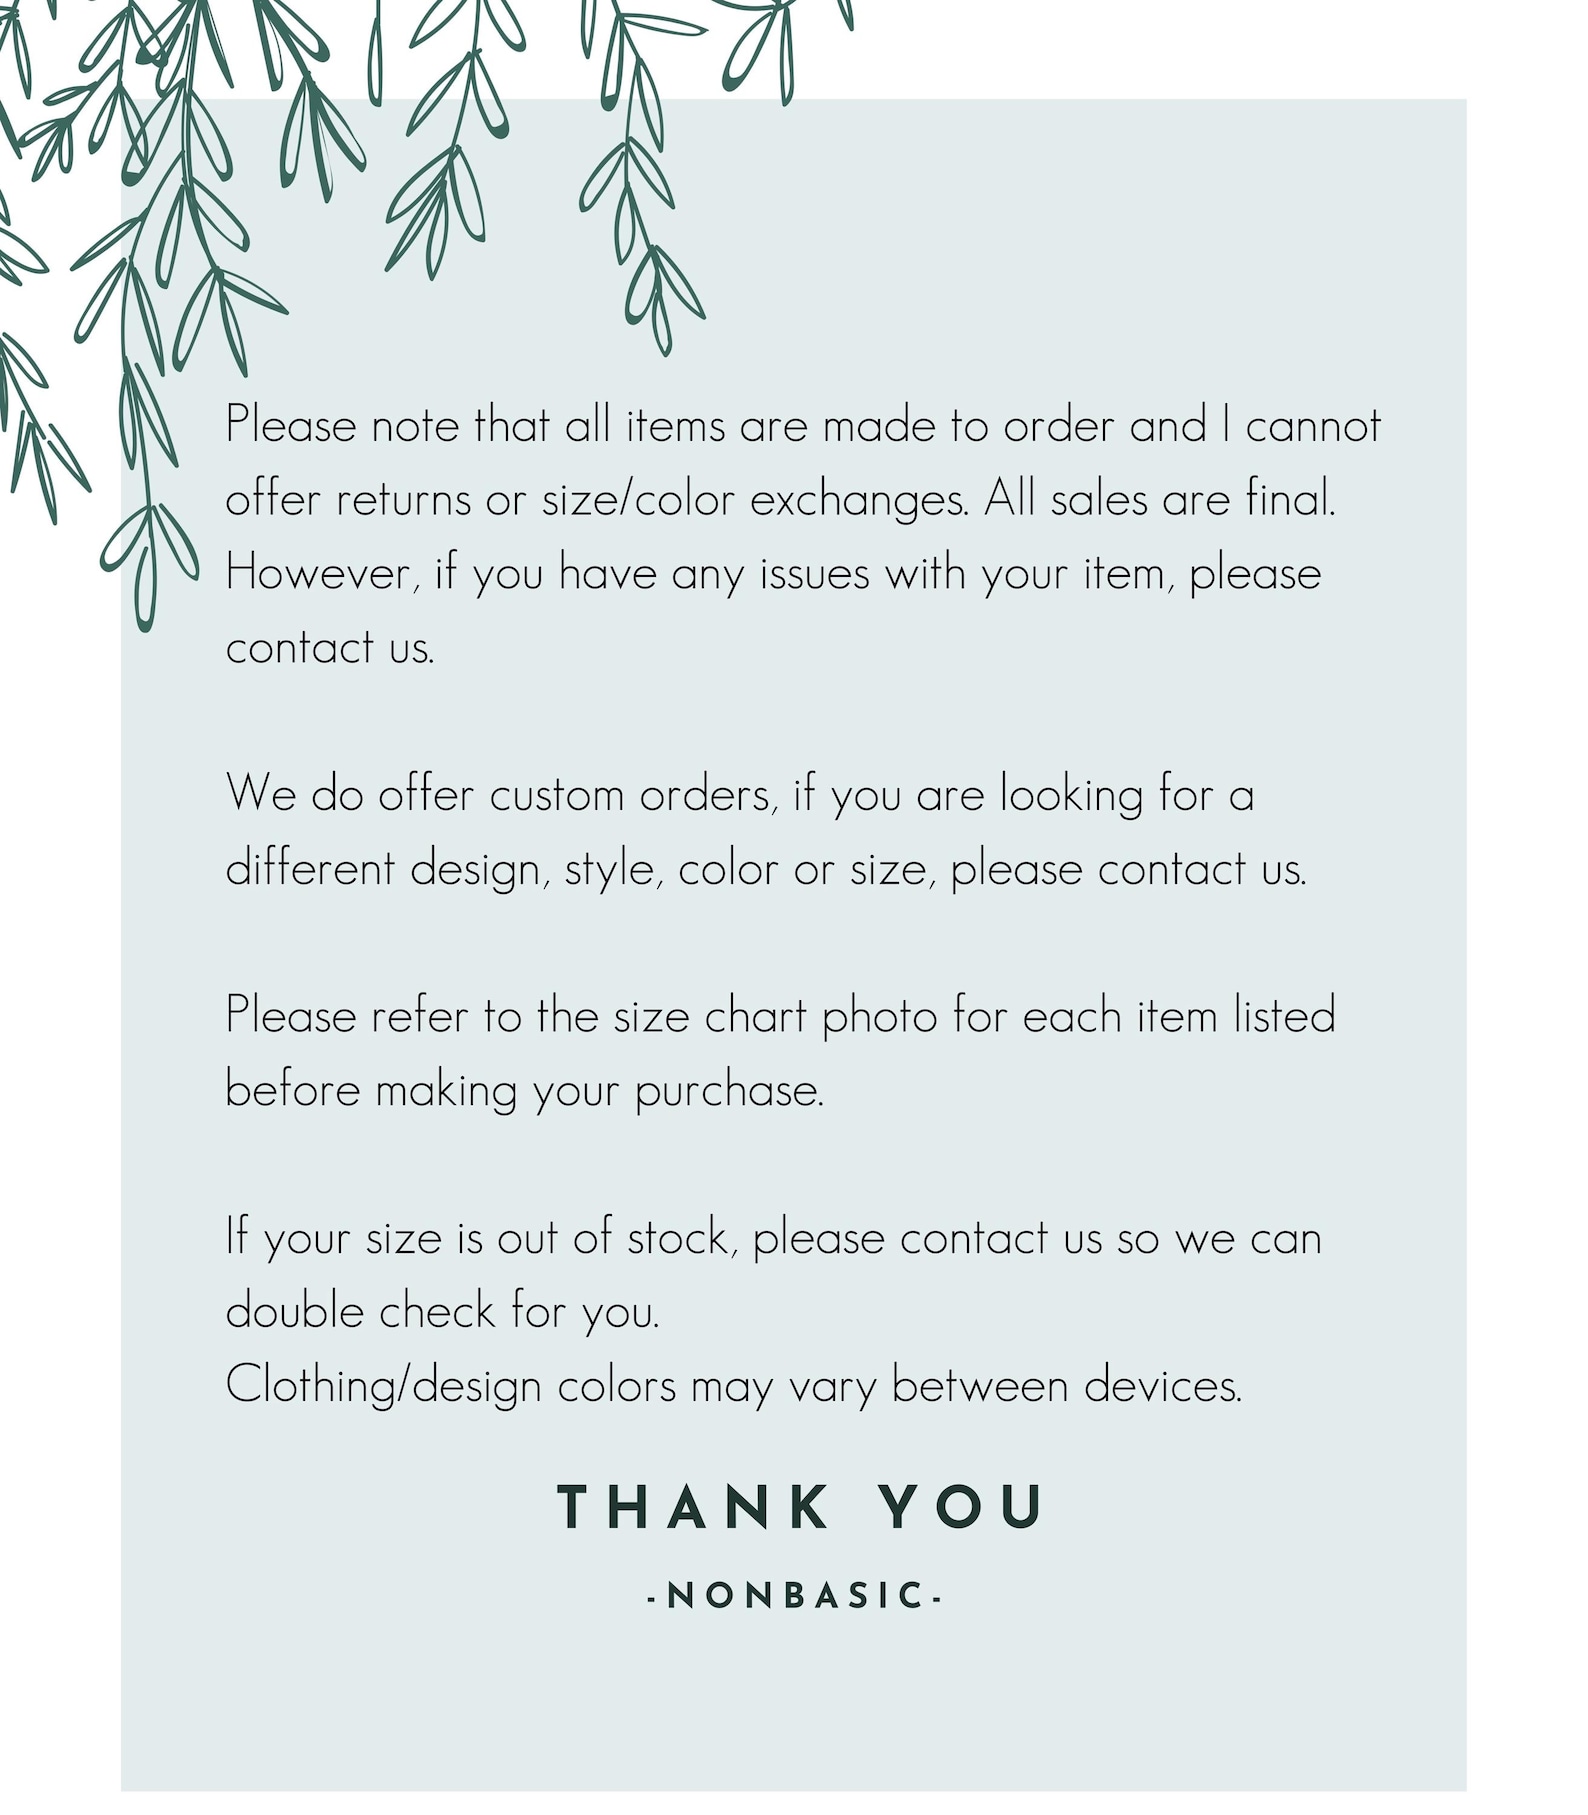 Please note that all items are made to order and I cannot
offer returns or size/color exchanges. All sales are final.
However, if you have any issues with your item, please
contact us.
We do offer custom orders, if you are looking for a
different design, style, color or size, please contact us.
Please refer to the size chart photo for each item listed
before making your purchase.
If your size is out of stock, please contact us so we can
double check for you.
Clothing/design colors may vary between devices.
THANK YOU
-NONBASIC-